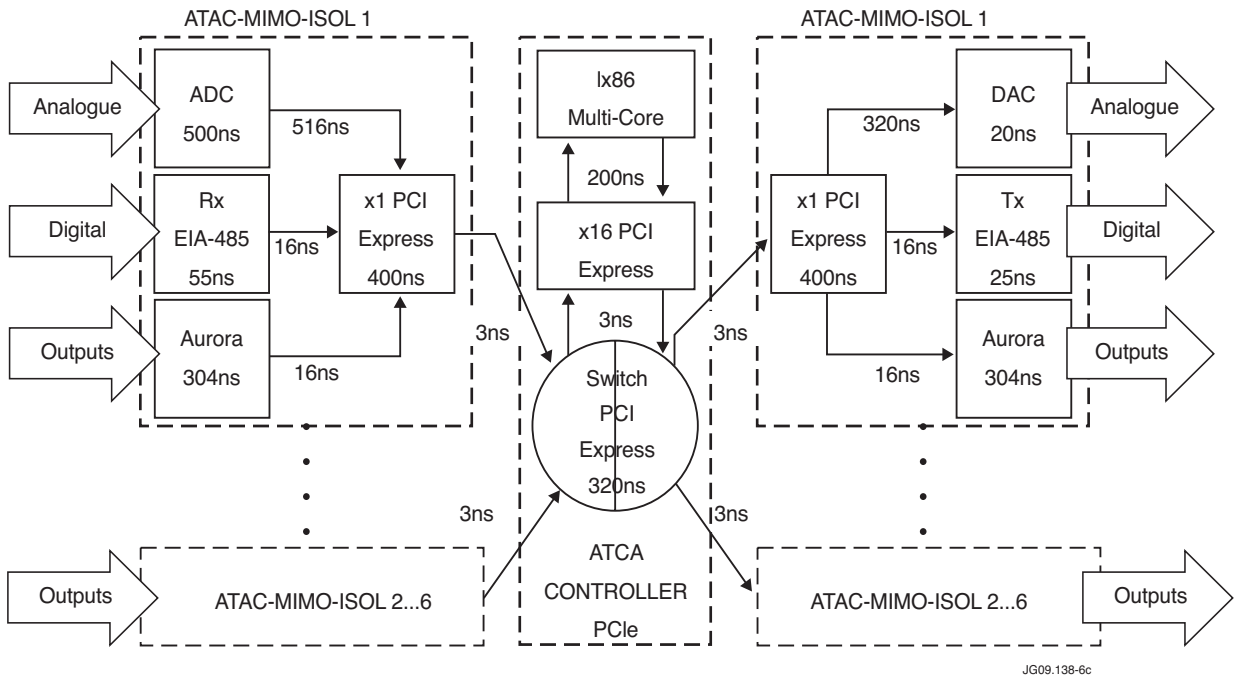 ATAC-MIMO-ISOL 1
Analogue
ADC
500ns
516ns
Digital
Rx
EIA-485
55ns
16ns
x1 PCI
Express
400ns
Outputs
Aurora
304ns
16ns
3ns
Outputs
ATAC-MIMO-ISOL 2...6
3ns
Ix86
Multi-Core
200ns
x16 PCI
Express
3ns
Switch
PCI
Express
320ns
ATCA
CONTROLLER
PCIe
ATAC-MIMO-ISOL 1
3ns
x1 PCI
Express
400ns
320ns
DAC
20ns
Analogue
16ns
Tx
EIA-485
25ns
Digital
16ns
Aurora
304ns
Outputs
3ns
ATAC-MIMO-ISOL 2...6
Outputs
JG09.138-6c